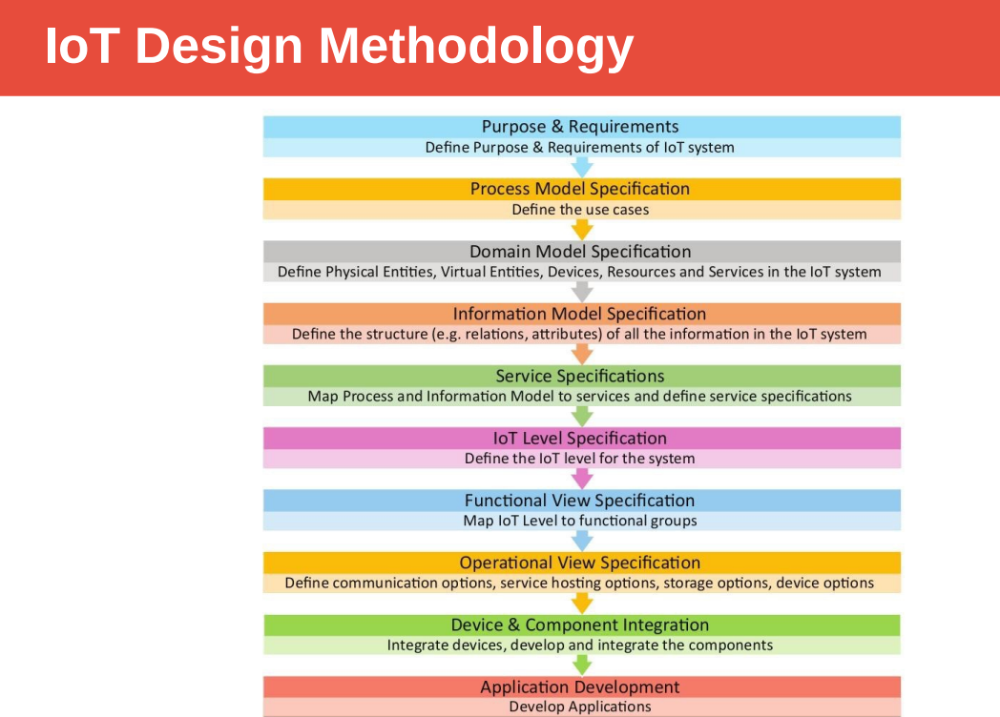 IoT Design Methodology
Purpose & Requirements
Define Purpose & Requirements of IoT system
Process Model Specification
Define the use cases
Domain Model Specification
Define Physical Entities, Virtual Entities, Devices, Resources and Services in the IoT system
Information Model Specification
Define the structure (e.g. relations, attributes) of all the information in the IoT system
Service Specifications
Map Process and Information Model to services and define service specifications
IoT Level Specification
Define the IoT level for the system
Functional View Specification
Map IoT Level to functional groups
Operational View Specification
Define communication options, service hosting options, storage options, device options
Device & Component Integration
Integrate devices, develop and integrate the components
Application Development
Develop Applications